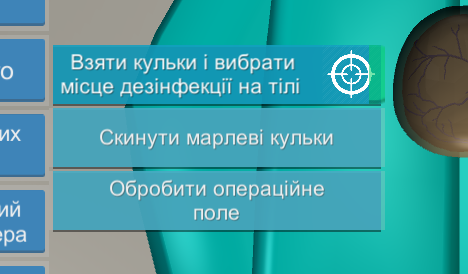 Взяти кульки і вибрати
місце дезінфекції на тілі
Скинути марлеві кульки
Обробити операційне
поле